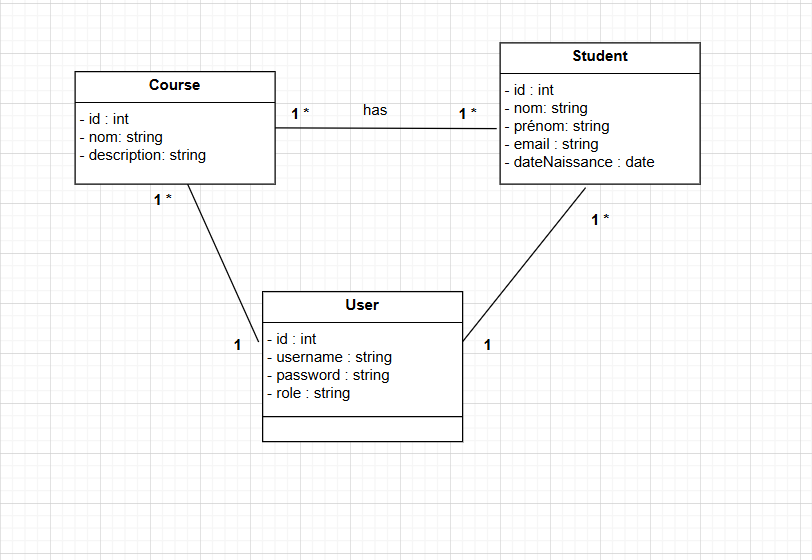 Course
- id : int
- nom: string
- description: string
1 *
has
1 *
Student
- id : int
- nom: string
- prénom: string
- email : string
- dateNaissance : date
1 *
1 *
1
1
User
- id : int
- username : string
- password : string
- role : string